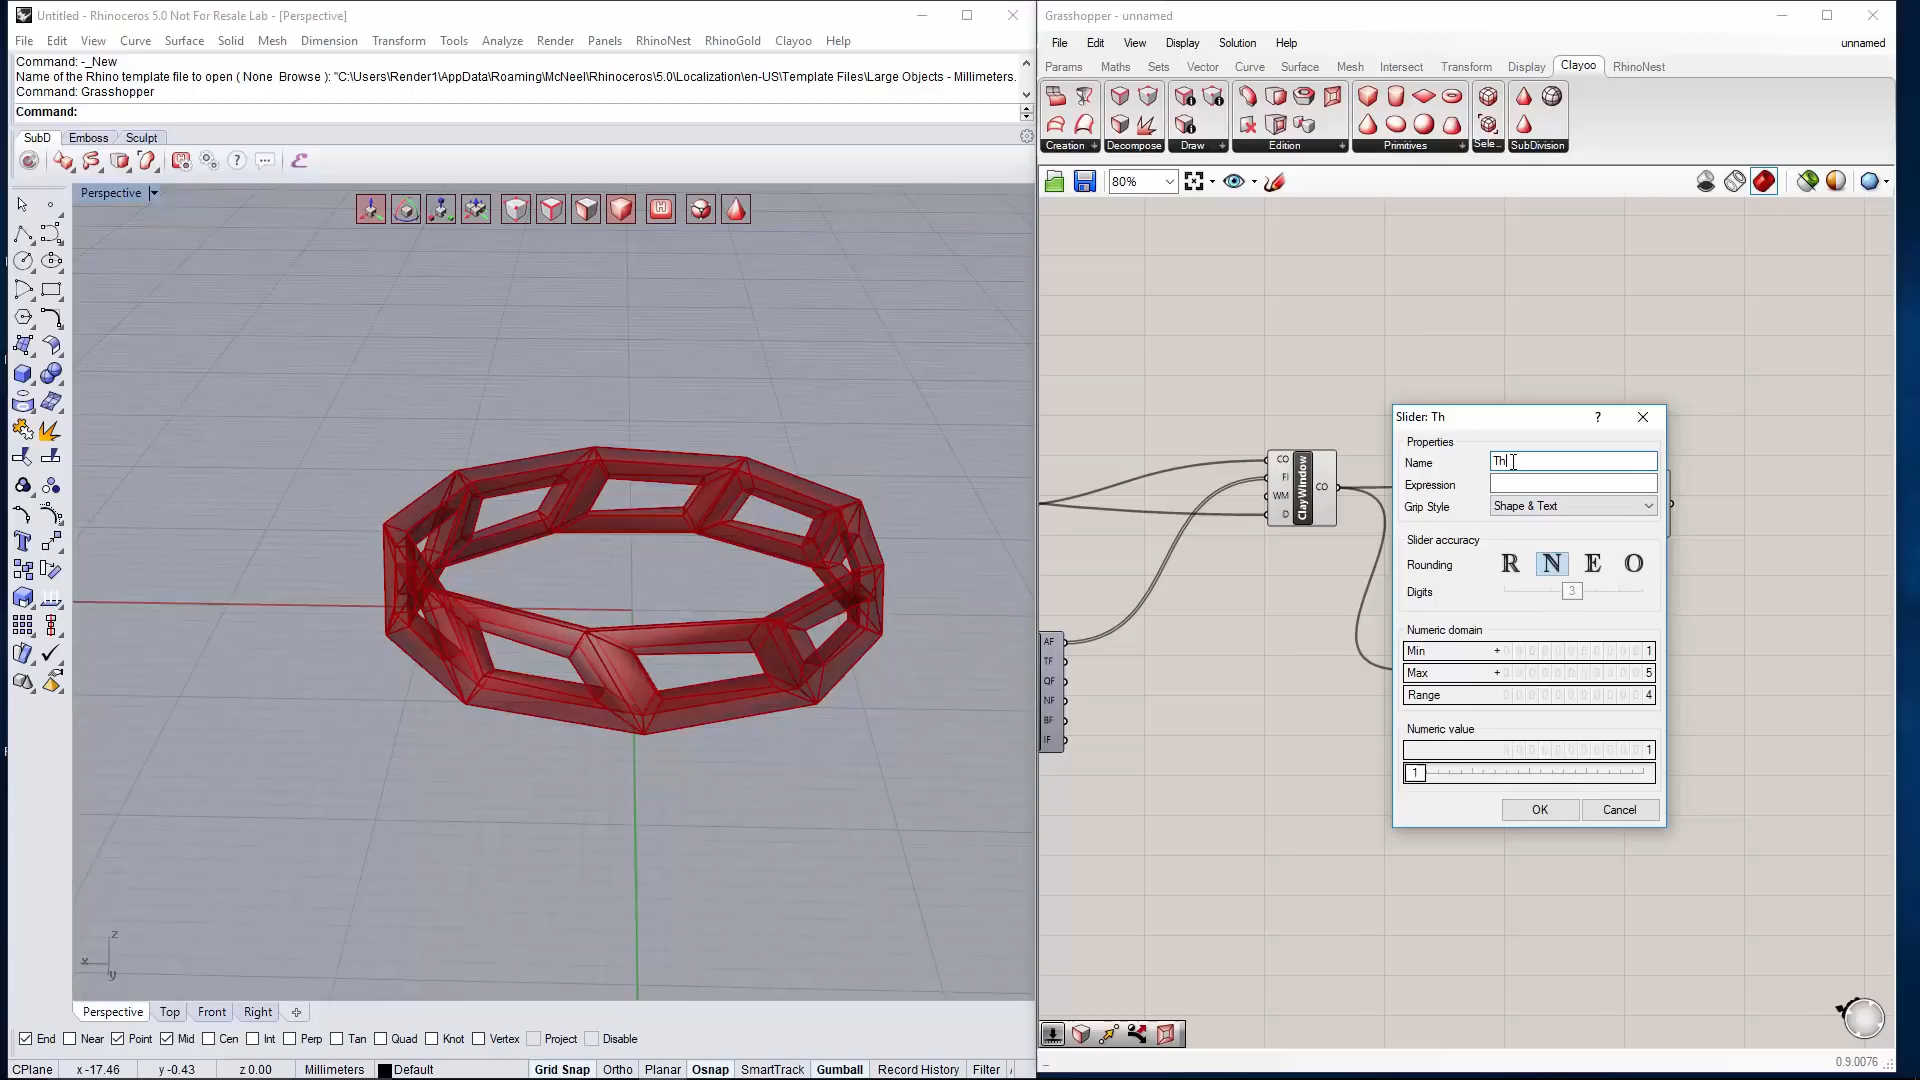 Untitled - Rhinoceros 5.0 Not For Resale Lab - [Perspective]
File Edit View Curve Surface Solid Mesh Dimension Transform Tools Analyze Render Panels RhinoNest RhinoGold Clayoo Help
Command: -_New
Name of the Rhino template file to open ( None Browse ): "C:\Users\Render1\AppData\Roaming\McNeel\Rhinoceros\5.0\Localization\en-US\Template Files\Large Objects - Millimeters.
Command: Grasshopper
Command:
SubD Emboss Sculpt
Perspective
z
x
y
Perspective Top Front Right
End Near Point Mid Cen Int Perp Tan Quad Knot Vertex Project Disable
CPlane x -17.46 y -0.43 z 0.00 Millimeters Default Grid Snap Ortho Planar Osnap SmartTrack Gumball Record History Filter
Grasshopper - unnamed
File Edit View Display Solution Help unnamed
Params Maths Sets Vector Curve Surface Mesh Intersect Transform Display Clayoo RhinoNest
Creation Decompose Draw Edition Primitives Sele... SubDivision
80%
CO
FI
WM
D
ClayWindow
CO
AF
TF
QF
NF
BF
IF
Slider: Th ?
Properties
Name Th
Expression
Grip Style Shape & Text
Slider accuracy
Rounding R N E O
Digits 3
Numeric domain
Min + 1
Max + 5
Range 4
Numeric value
1
1
OK Cancel
0.9.0076